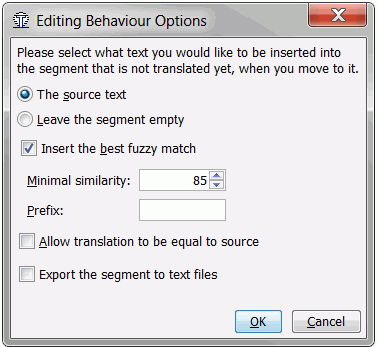 Editing Behaviour Options
Please select what text you would like to be inserted into
the segment that is not translated yet, when you move to it.
The source text
Leave the segment empty
Insert the best fuzzy match
Minimal similarity: 85
Prefix:
Allow translation to be equal to source
Export the segment to text files
OK Cancel